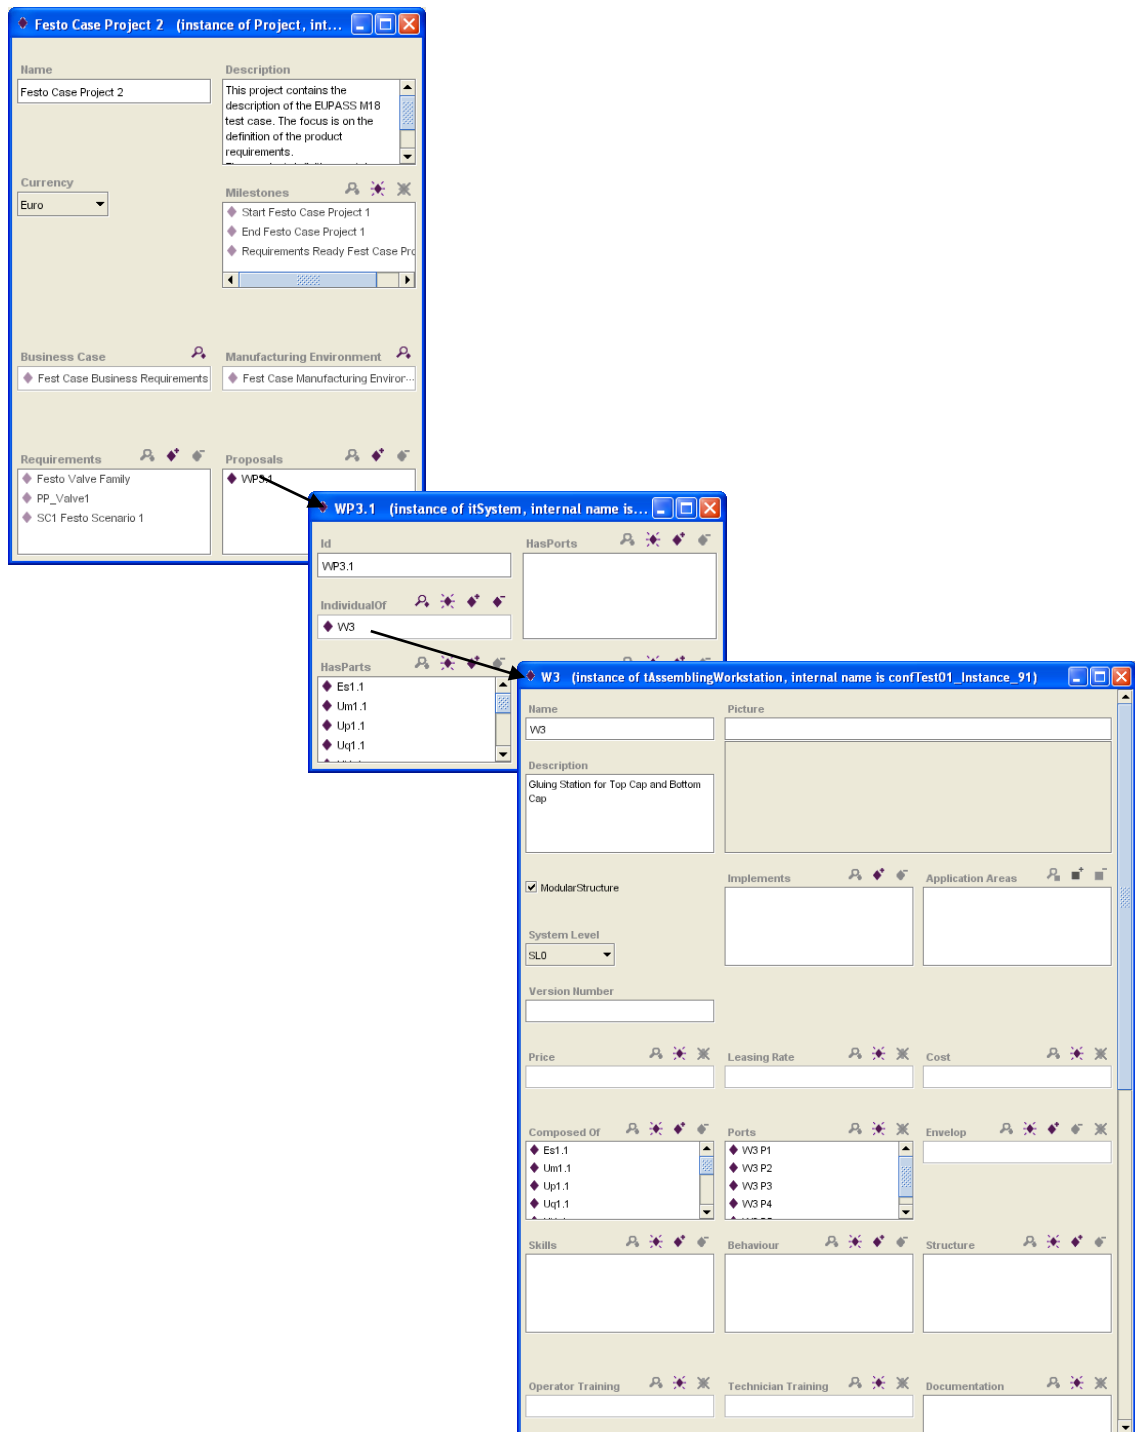 Festo Case Project 2 (instance of Project, int...
Name
Festo Case Project 2
Description
This project contains the
description of the EUPASS M18
test case. The focus is on the
definition of the product
requirements.
Currency
Euro
Milestones
Start Festo Case Project 1
End Festo Case Project 1
Requirements Ready Fest Case Pro
Business Case
Fest Case Business Requirements
Manufacturing Environment
Fest Case Manufacturing Environ...
Requirements
Festo Valve Family
PP_Valve1
SC1 Festo Scenario 1
Proposals
WP3.1
WP3.1 (instance of itSystem, internal name is...
Id
WP3.1
HasPorts
IndividualOf
W3
HasParts
Es1.1
Um1.1
Up1.1
Uq1.1
W3 (instance of tAssemblingWorkstation, internal name is confTest01_Instance_91)
Name
W3
Picture
Description
Gluing Station for Top Cap and Bottom
Cap
ModularStructure
Implements
Application Areas
System Level
SL0
Version Number
Price
Leasing Rate
Cost
Composed Of
Es1.1
Um1.1
Up1.1
Uq1.1
Ports
W3 P1
W3 P2
W3 P3
W3 P4
Envelop
Skills
Behaviour
Structure
Operator Training
Technician Training
Documentation